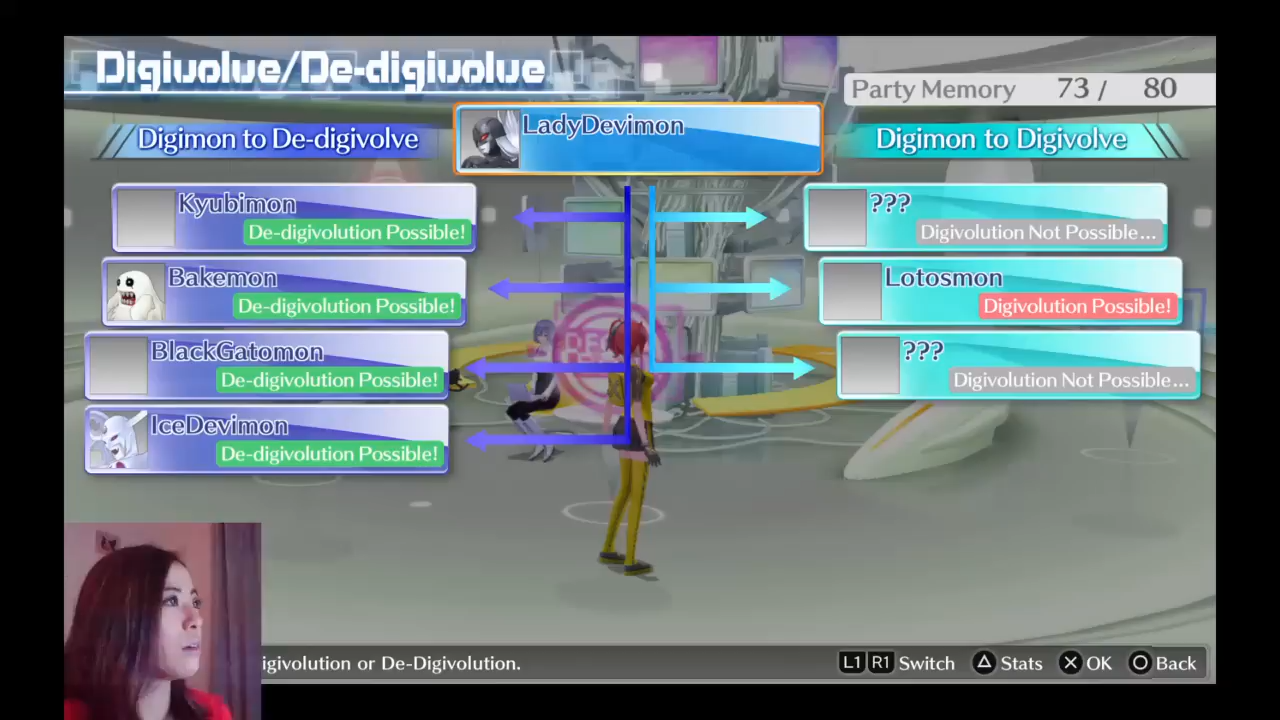 Digivolve/De-digivolve
Party Memory 73 / 80
Digimon to De-digivolve
LadyDevimon
Digimon to Digivolve
Kyubimon
De-digivolution Possible!
Bakemon
De-digivolution Possible!
BlackGatomon
De-digivolution Possible!
IceDevimon
De-digivolution Possible!
???
Digivolution Not Possible...
Lotosmon
Digivolution Possible!
???
Digivolution Not Possible...
igivolution or De-Digivolution.
L1 R1 Switch △ Stats X OK O Back